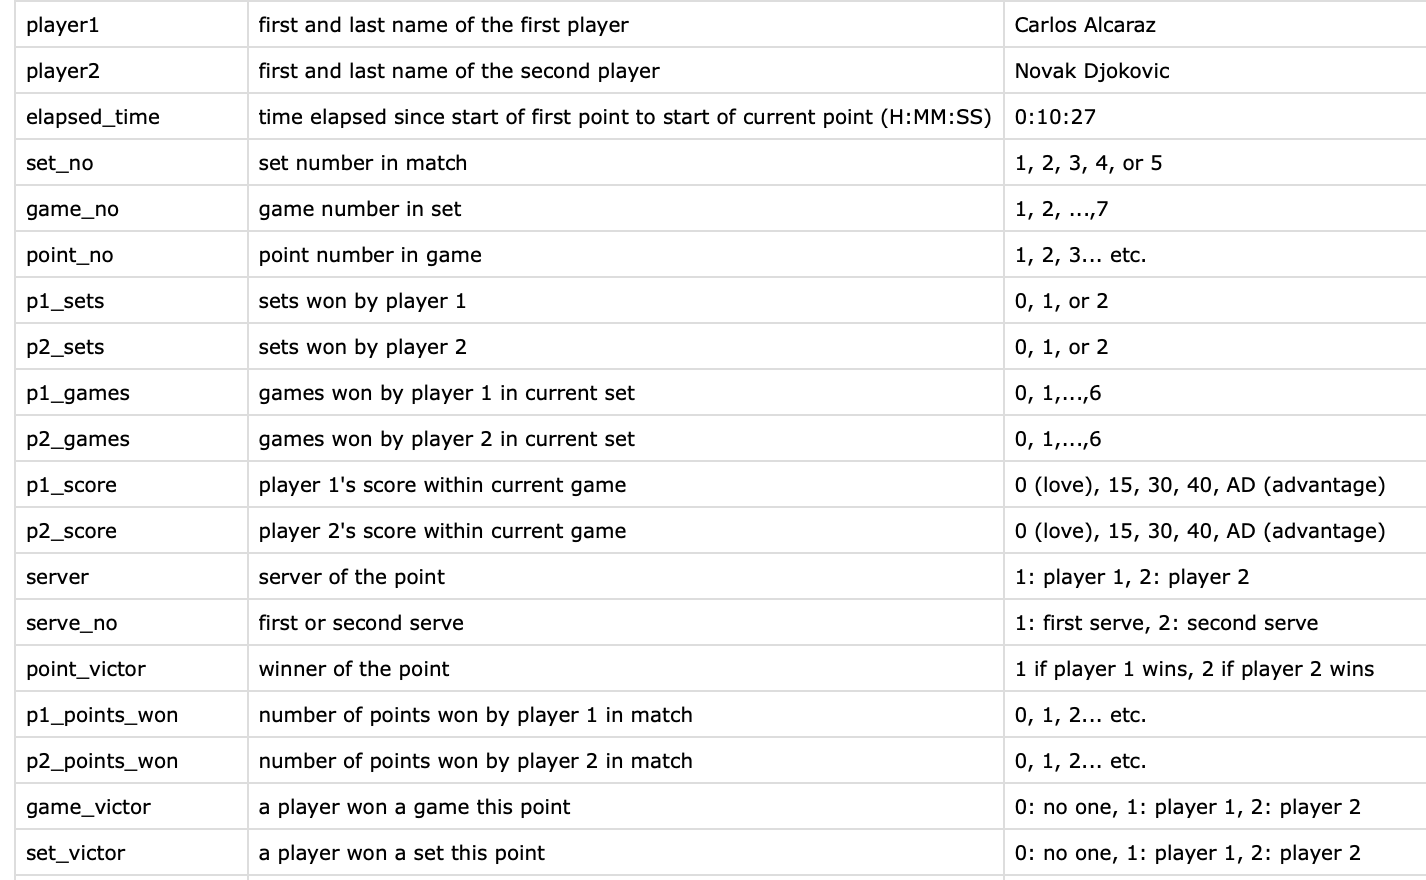 player1 first and last name of the first player Carlos Alcaraz
player2 first and last name of the second player Novak Djokovic
elapsed_time time elapsed since start of first point to start of current point (H:MM:SS) 0:10:27
set_no set number in match 1, 2, 3, 4, or 5
game_no game number in set 1, 2, ...,7
point_no point number in game 1, 2, 3... etc.
p1_sets sets won by player 1 0, 1, or 2
p2_sets sets won by player 2 0, 1, or 2
p1_games games won by player 1 in current set 0, 1,...,6
p2_games games won by player 2 in current set 0, 1,...,6
p1_score player 1's score within current game 0 (love), 15, 30, 40, AD (advantage)
p2_score player 2's score within current game 0 (love), 15, 30, 40, AD (advantage)
server server of the point 1: player 1, 2: player 2
serve_no first or second serve 1: first serve, 2: second serve
point_victor winner of the point 1 if player 1 wins, 2 if player 2 wins
p1_points_won number of points won by player 1 in match 0, 1, 2... etc.
p2_points_won number of points won by player 2 in match 0, 1, 2... etc.
game_victor a player won a game this point 0: no one, 1: player 1, 2: player 2
set_victor a player won a set this point 0: no one, 1: player 1, 2: player 2